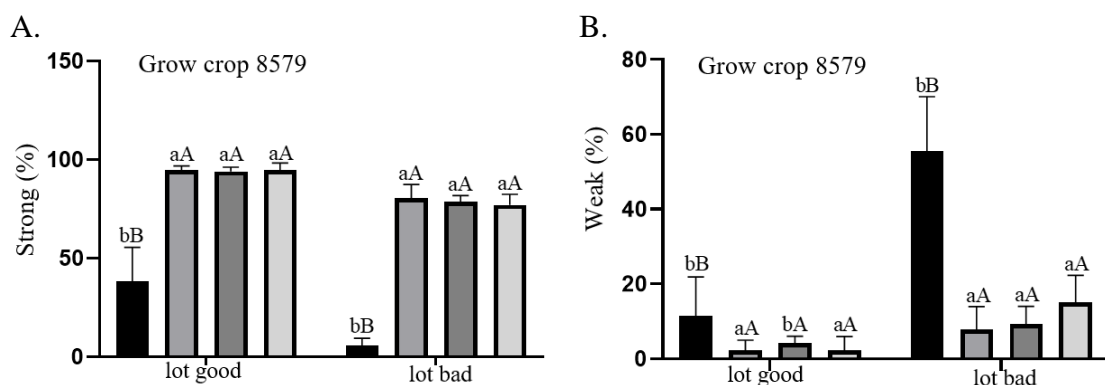 A.
Grow crop 8579
Strong (%)
150
100
50
0
bB
aA
aA
aA
bB
aA
aA
aA
lot good
lot bad
B.
Grow crop 8579
Weak (%)
80
60
40
20
0
bB
aA
bA
aA
bB
aA
aA
aA
lot good
lot bad